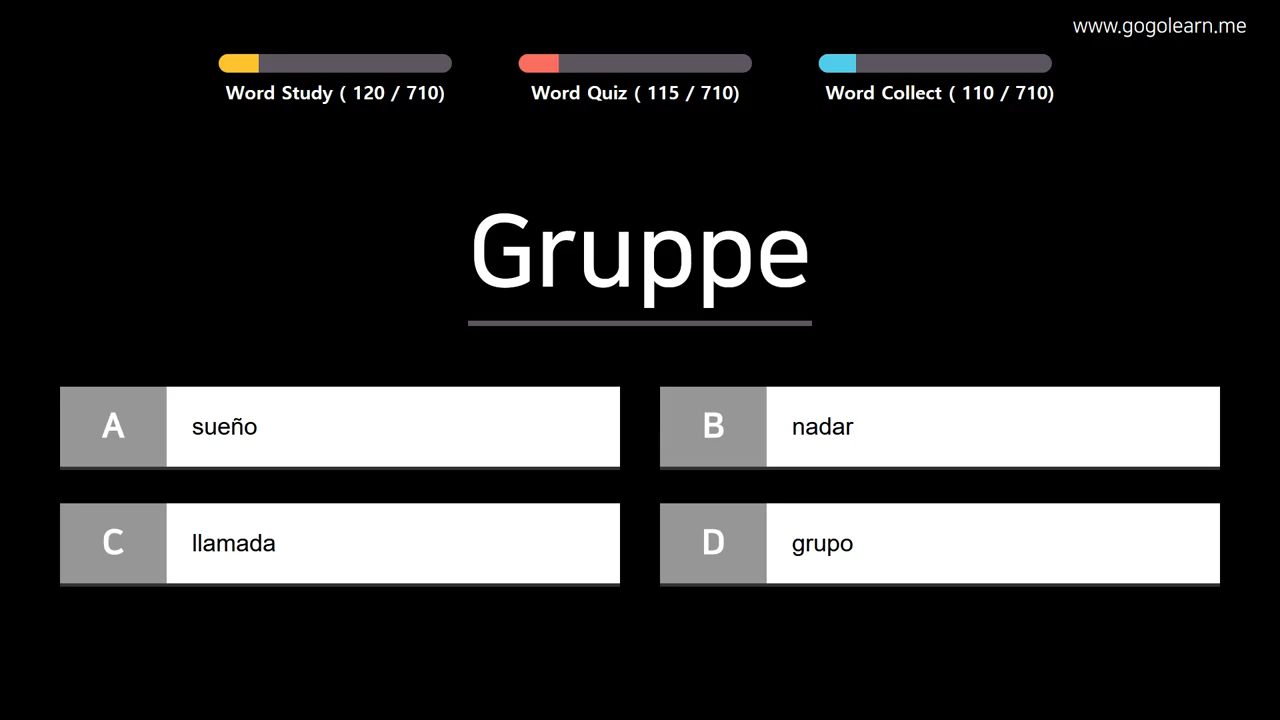 www.gogolearn.me
Word Study ( 120 / 710)
Word Quiz ( 115 / 710)
Word Collect ( 110 / 710)
Gruppe
A sueño
B nadar
C llamada
D grupo